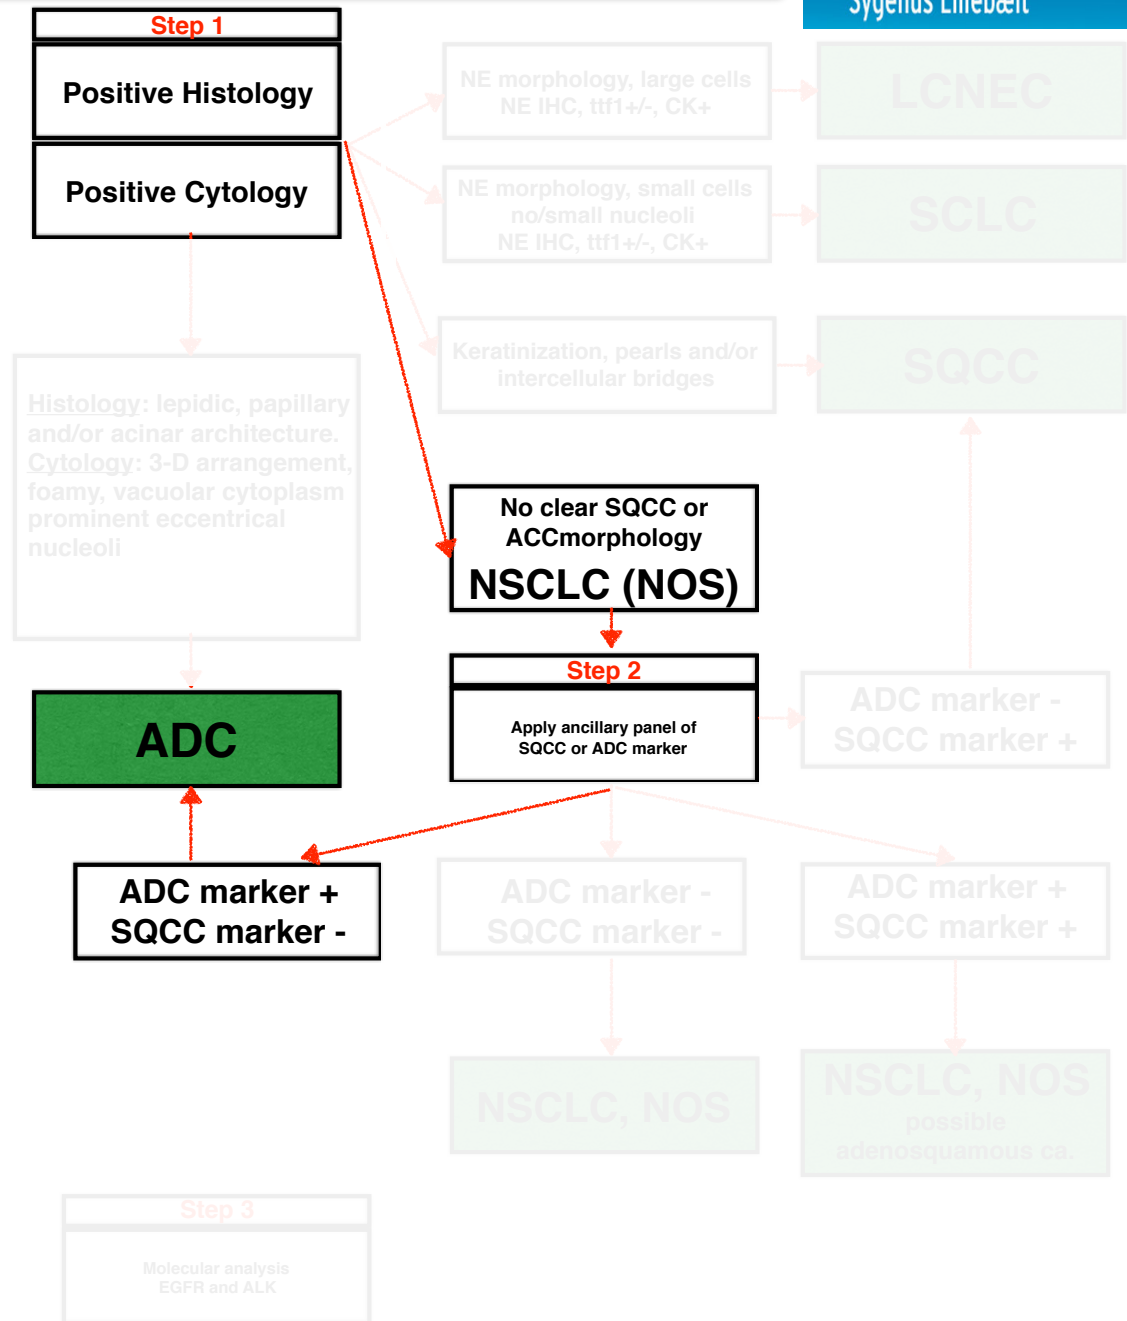 Sygehus Lillebælt
Step 1
Positive Histology
Positive Cytology
NE morphology, large cells
NE IHC, ttf1+/-, CK+
LCNEC
NE morphology, small cells
no/small nucleoli
NE IHC, ttf1+/-, CK+
SCLC
Keratinization, pearls and/or
intercellular bridges
SQCC
Histology: lepidic, papillary
and/or acinar architecture.
Cytology: 3-D arrangement,
foamy, vacuolar cytoplasm
prominent eccentrical
nucleoli
No clear SQCC or
ACCmorphology
NSCLC (NOS)
Step 2
Apply ancillary panel of
SQCC or ADC marker
ADC marker -
SQCC marker +
ADC
ADC marker +
SQCC marker -
ADC marker -
SQCC marker -
ADC marker +
SQCC marker +
NSCLC, NOS
NSCLC, NOS
possible
adenosquamous ca.
Step 3
Molecular analysis
EGFR and ALK